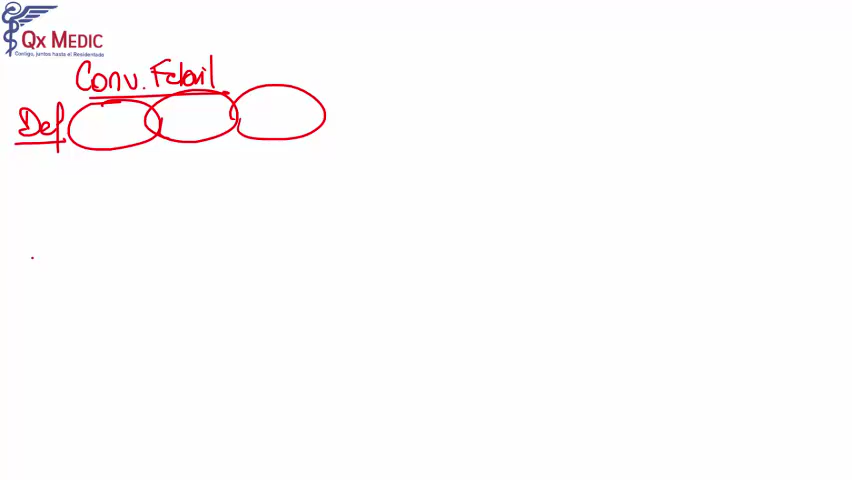 Qx MEDIC
Contigo, juntos hasta el Residentado
Conv. Febril
Def